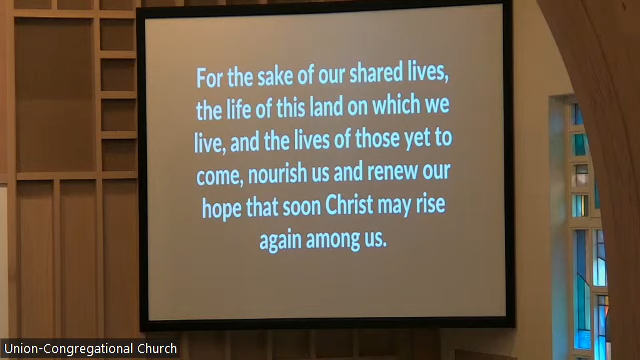 For the sake of our shared lives,
the life of this land on which we
live, and the lives of those yet to
come, nourish us and renew our
hope that soon Christ may rise
again among us.
Union-Congregational Church